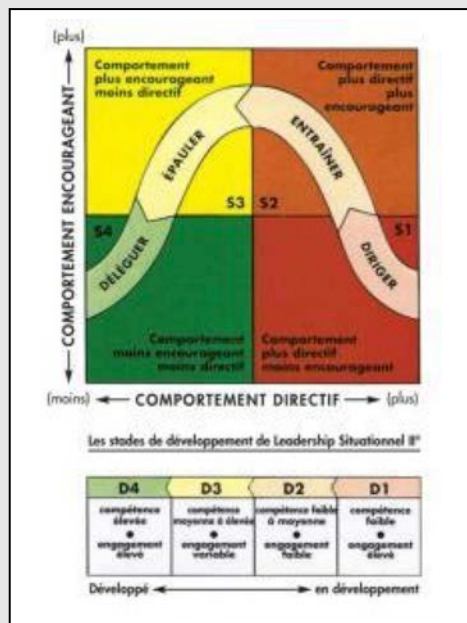 (plus)
COMPORTEMENT ENCOURAGEANT
Comportement
plus encourageant
moins directif
Comportement
plus directif
plus
encourageant
ÉPAULER
ENTRAÎNER
S3
S2
S4
S1
DÉLÉGUER
DIRIGER
Comportement
moins encourageant
moins directif
Comportement
plus directif
moins encourageant
(moins) COMPORTEMENT DIRECTIF (plus)
Les stades de développement de Leadership Situationnel II®
D4 D3 D2 D1
compétence
élevée
engagement
élevé
compétence
moyenne à élevée
engagement
variable
compétence faible
à moyenne
engagement
faible
compétence
faible
engagement
élevé
Développé en développement